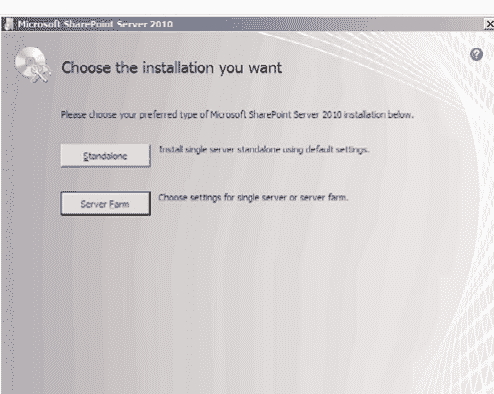 Microsoft SharePoint Server 2010
?
Choose the installation you want
Please choose your preferred type of Microsoft SharePoint Server 2010 installation below.
Standalone
Install single server standalone using default settings.
Server Farm
Choose settings for single server or server farm.